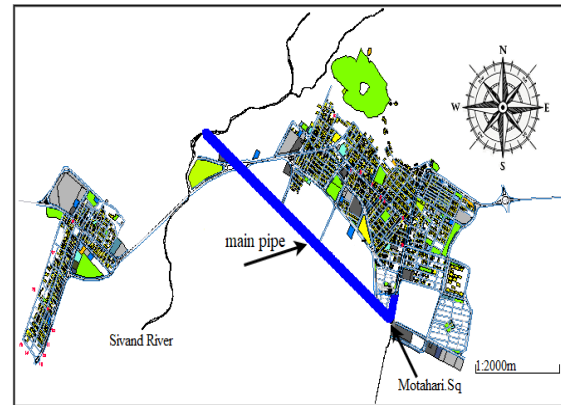 N
W
E
S
main pipe
Sivand River
1:2000m
Motahari.Sq